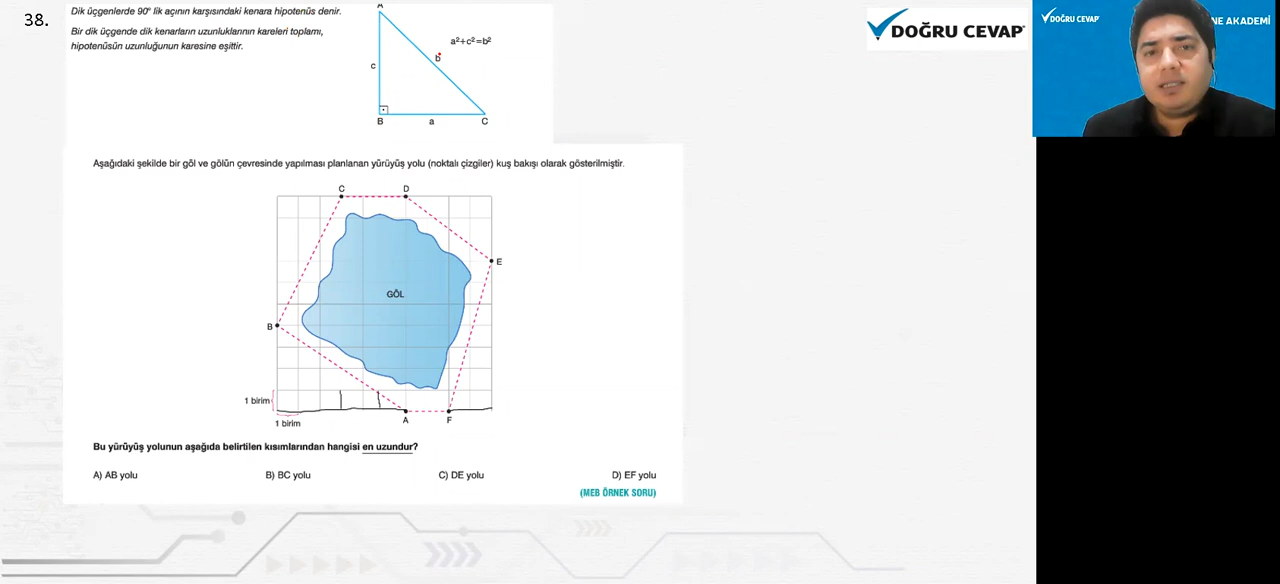 38.
Dik üçgenlerde 90° lik açının karşısındaki kenara hipotenüs denir.
Bir dik üçgende dik kenarların uzunluklarının kareleri toplamı,
hipotenüsün uzunluğunun karesine eşittir.
A
a²+c²=b²
b
c
B
a
C
DOĞRU CEVAP
DOĞRU CEVAP
NE AKADEMİ
Aşağıdaki şekilde bir göl ve gölün çevresinde yapılması planlanan yürüyüş yolu (noktalı çizgiler) kuş bakışı olarak gösterilmiştir.
C
D
E
GÖL
B
1 birim
1 birim
A
F
Bu yürüyüş yolunun aşağıda belirtilen kısımlarından hangisi en uzundur?
A) AB yolu
B) BC yolu
C) DE yolu
D) EF yolu
(MEB ÖRNEK SORU)